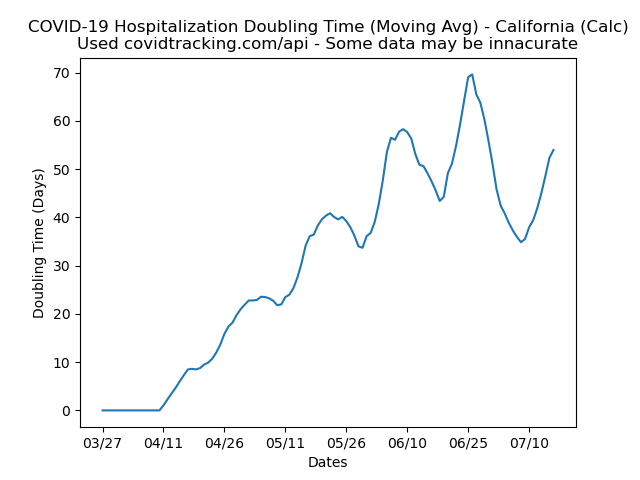 COVID-19 Hospitalization Doubling Time (Moving Avg) - California (Calc)
Used covidtracking.com/api - Some data may be innacurate
70
60
50
40
30
20
10
0
Doubling Time (Days)
03/27 04/11 04/26 05/11 05/26 06/10 06/25 07/10
Dates